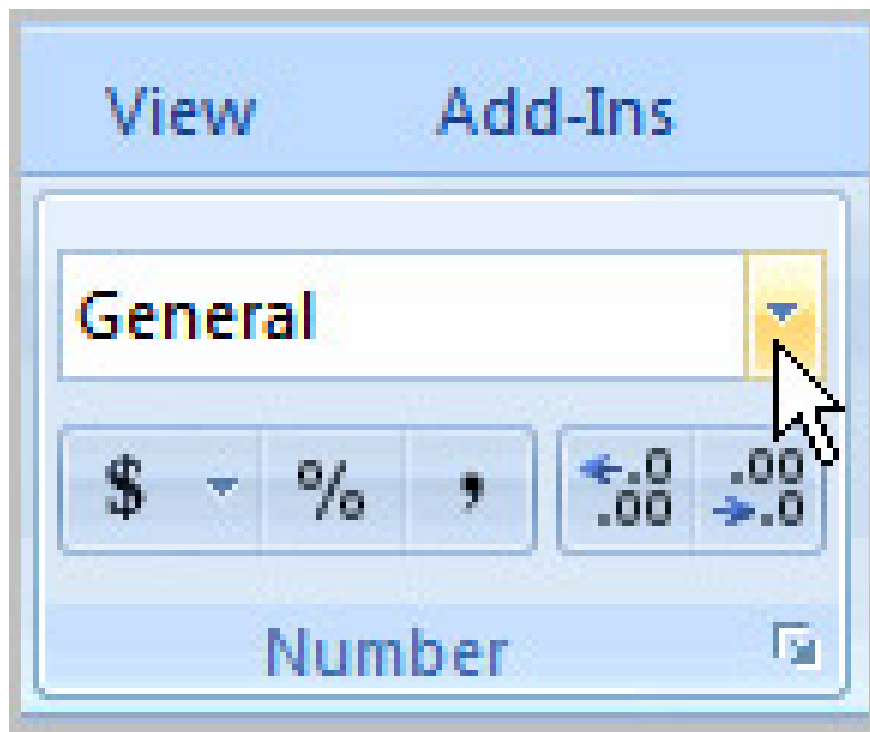 View Add-Ins
General
$ % , .0 .00
.00 .0
Number